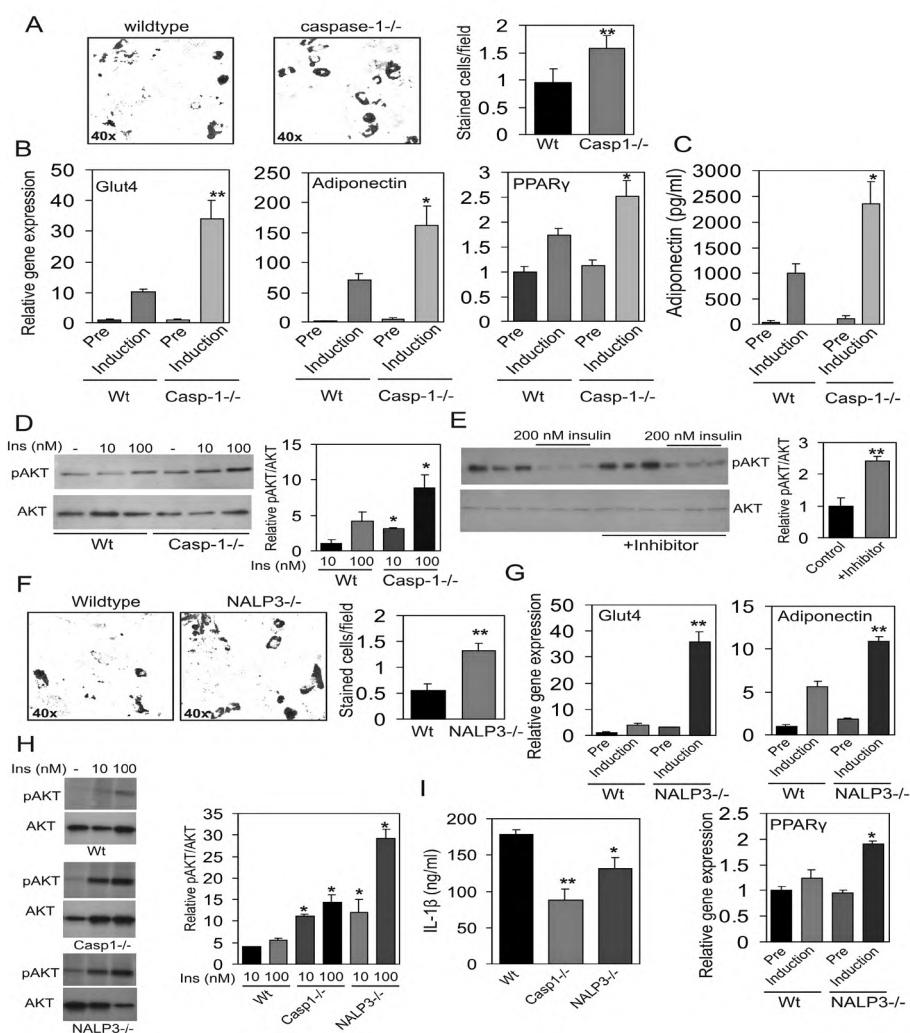 A
wildtype
caspase-1-/-
40x
40x
Stained cells/field
2
1.5
1
0.5
0
**
Wt
Casp1-/-
B
Relative gene expression
40
30
20
10
0
Glut4
**
Pre
Induction
Pre
Induction
Wt
Casp-1-/-
250
200
150
100
50
0
Adiponectin
*
Pre
Induction
Pre
Induction
Wt
Casp-1-/-
3
2.5
2
1.5
1
0.5
0
PPARγ
*
Pre
Induction
Pre
Induction
Wt
Casp-1-/-
C
Adiponectin (pg/ml)
3000
2500
2000
1500
1000
500
0
*
Pre
Induction
Pre
Induction
Wt
Casp-1-/-
D
Ins (nM) - 10 100 - 10 100
pAKT
AKT
Wt
Casp-1-/-
Relative pAKT/AKT
15
10
5
0
*
*
Ins (nM) 10 100 10 100
Wt
Casp-1-/-
E
200 nM insulin
200 nM insulin
pAKT
AKT
+Inhibitor
Relative pAKT/AKT
3
2
1
0
**
Control
+Inhibitor
F
Wildtype
NALP3-/-
40x
40x
Stained cells/field
2
1.5
1
0.5
0
**
Wt
NALP3-/-
G
Relative gene expression
50
40
30
20
10
0
Glut4
**
Pre
Induction
Pre
Induction
Wt
NALP3-/-
15
10
5
0
Adiponectin
**
Pre
Induction
Pre
Induction
Wt
NALP3-/-
H
Ins (nM) - 10 100
pAKT
AKT
Wt
pAKT
AKT
Casp1-/-
pAKT
AKT
NALP3-/-
Relative pAKT/AKT
35
30
25
20
15
10
5
0
*
*
*
*
Ins (nM) 10 100 10 100 10 100
Wt
Casp1-/-
NALP3-/-
I
IL-1β (ng/ml)
200
150
100
50
0
**
*
Wt
Casp1-/-
NALP3-/-
Relative gene expression
2.5
2
1.5
1
0.5
0
PPARγ
*
Pre
Induction
Pre
Induction
Wt
NALP3-/-